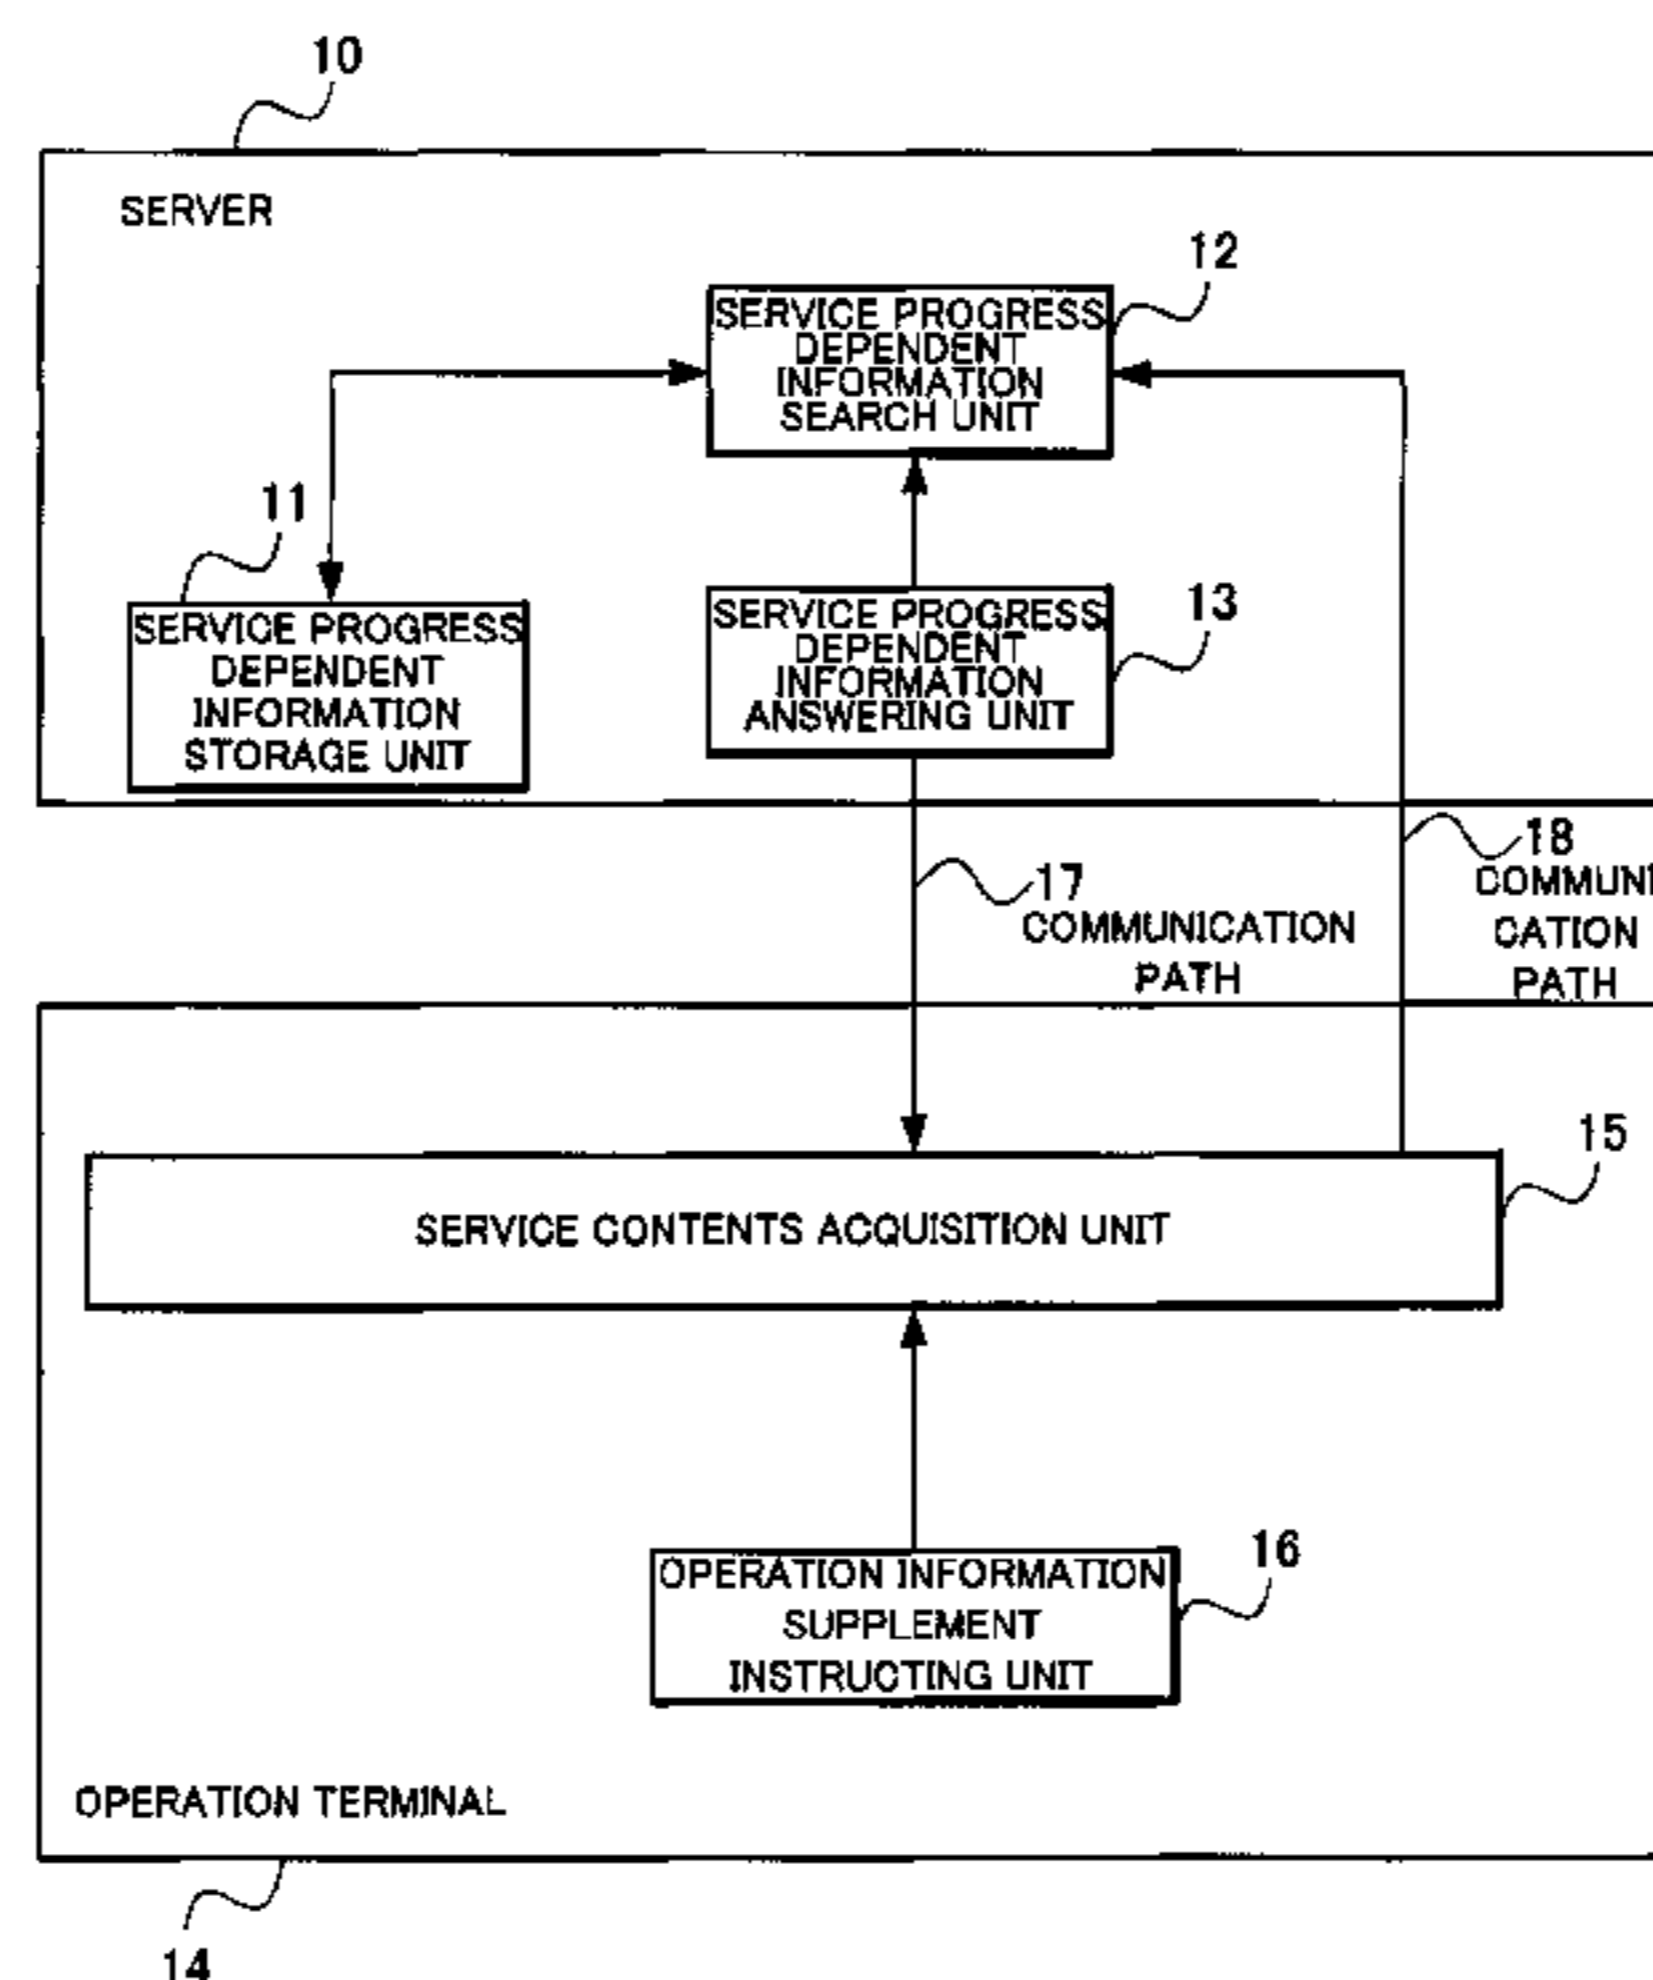 10
SERVER
12
SERVICE PROGRESS
DEPENDENT
INFORMATION
SEARCH UNIT
11
SERVICE PROGRESS
DEPENDENT
INFORMATION
STORAGE UNIT
13
SERVICE PROGRESS
DEPENDENT
INFORMATION
ANSWERING UNIT
17
COMMUNICATION
PATH
18
COMMUNI
CATION
PATH
15
SERVICE CONTENTS ACQUISITION UNIT
16
OPERATION INFORMATION
SUPPLEMENT
INSTRUCTING UNIT
OPERATION TERMINAL
14